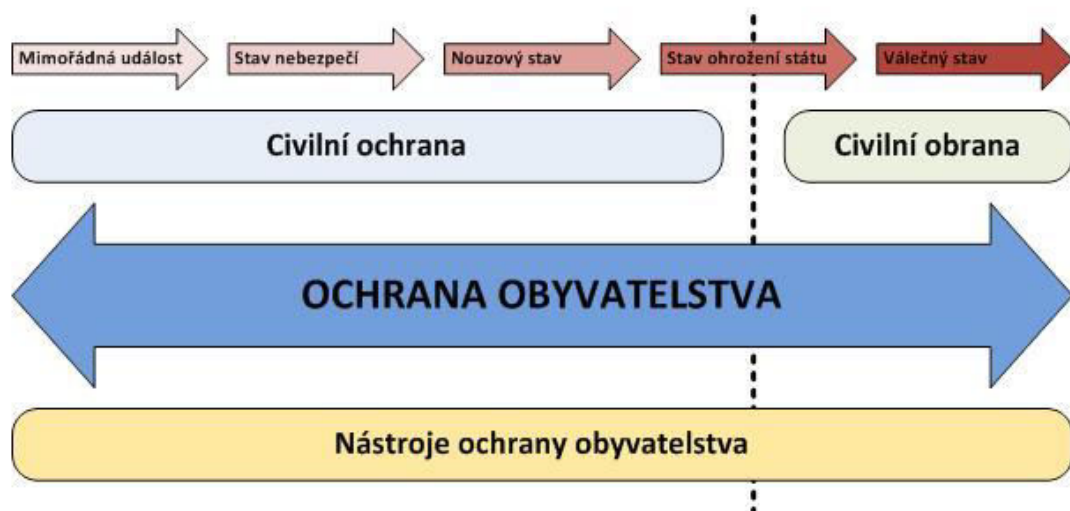 Mimořádná událost
Stav nebezpečí
Nouzový stav
Stav ohrožení státu
Válečný stav
Civilní ochrana
Civilní obrana
OCHRANA OBYVATELSTVA
Nástroje ochrany obyvatelstva